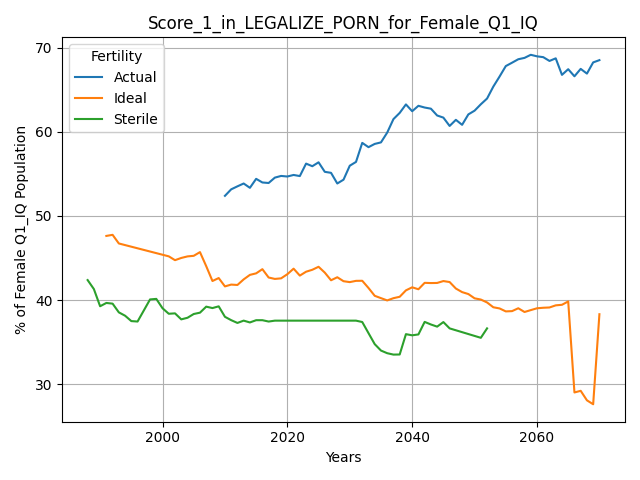 Score_1_in_LEGALIZE_PORN_for_Female_Q1_IQ
Fertility
Actual
Ideal
Sterile
% of Female Q1_IQ Population
70
60
50
40
30
2000
2020
2040
2060
Years